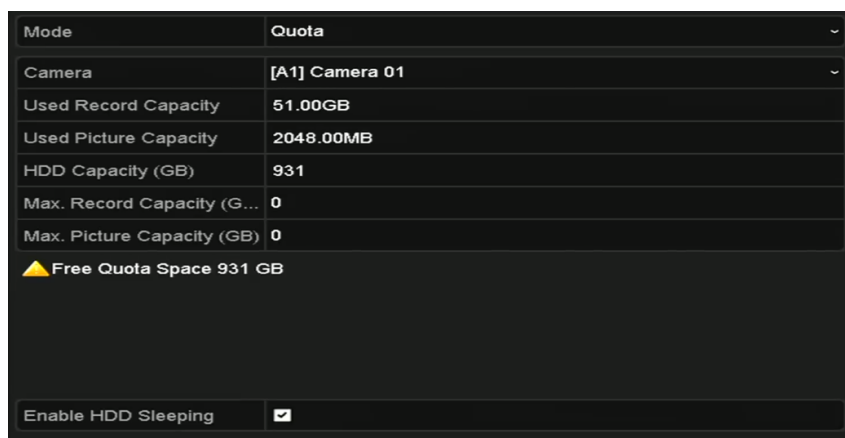 Mode Quota
Camera [A1] Camera 01
Used Record Capacity 51.00GB
Used Picture Capacity 2048.00MB
HDD Capacity (GB) 931
Max. Record Capacity (G... 0
Max. Picture Capacity (GB) 0
Free Quota Space 931 GB
Enable HDD Sleeping